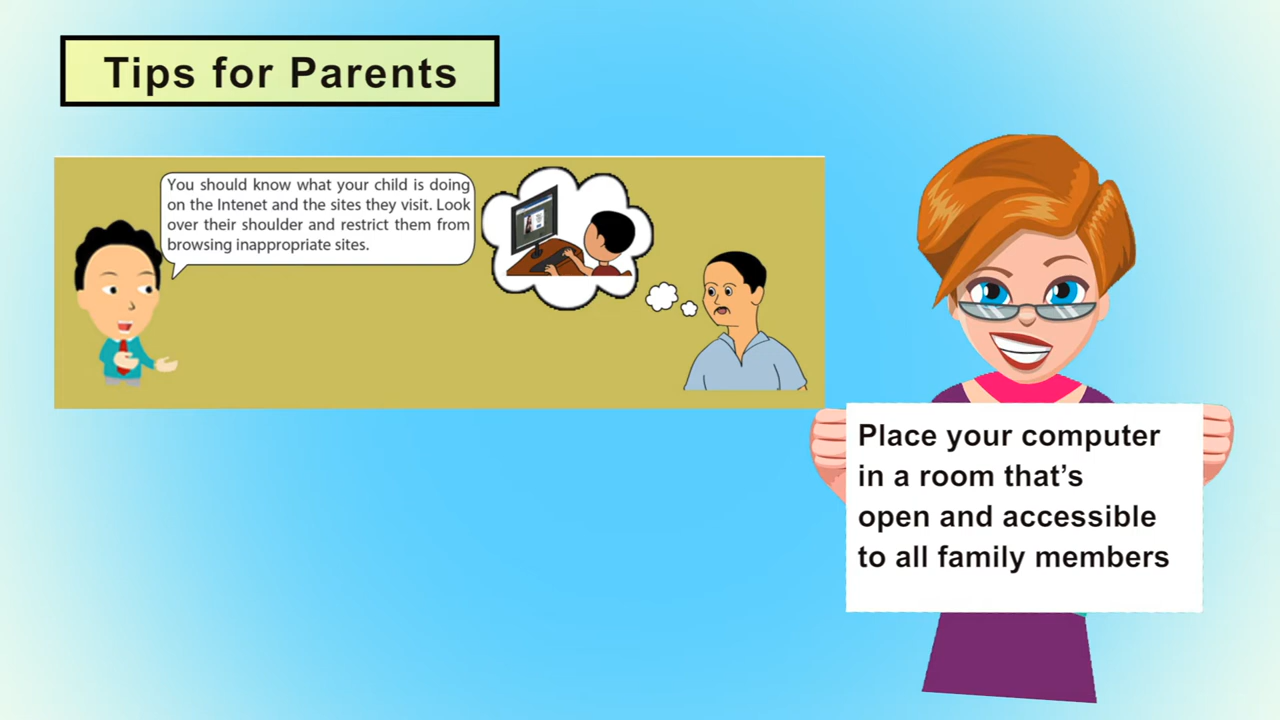 Tips for Parents
You should know what your child is doing
on the Intenet and the sites they visit. Look
over their shoulder and restrict them from
browsing inappropriate sites.
Place your computer
in a room that's
open and accessible
to all family members